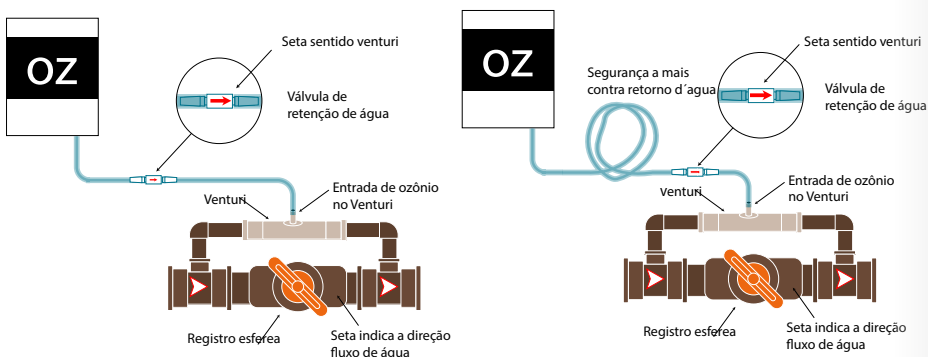 OZ
Seta sentido venturi
Válvula de
retenção de água
Entrada de ozônio
no Venturi
Venturi
Registro esferea
Seta indica a direção
fluxo de água
OZ
Segurança a mais
contra retorno d´agua
Seta sentido venturi
Válvula de
retenção de água
Entrada de ozônio
no Venturi
venturi
Registro esferea
Seta indica a direção
fluxo de água